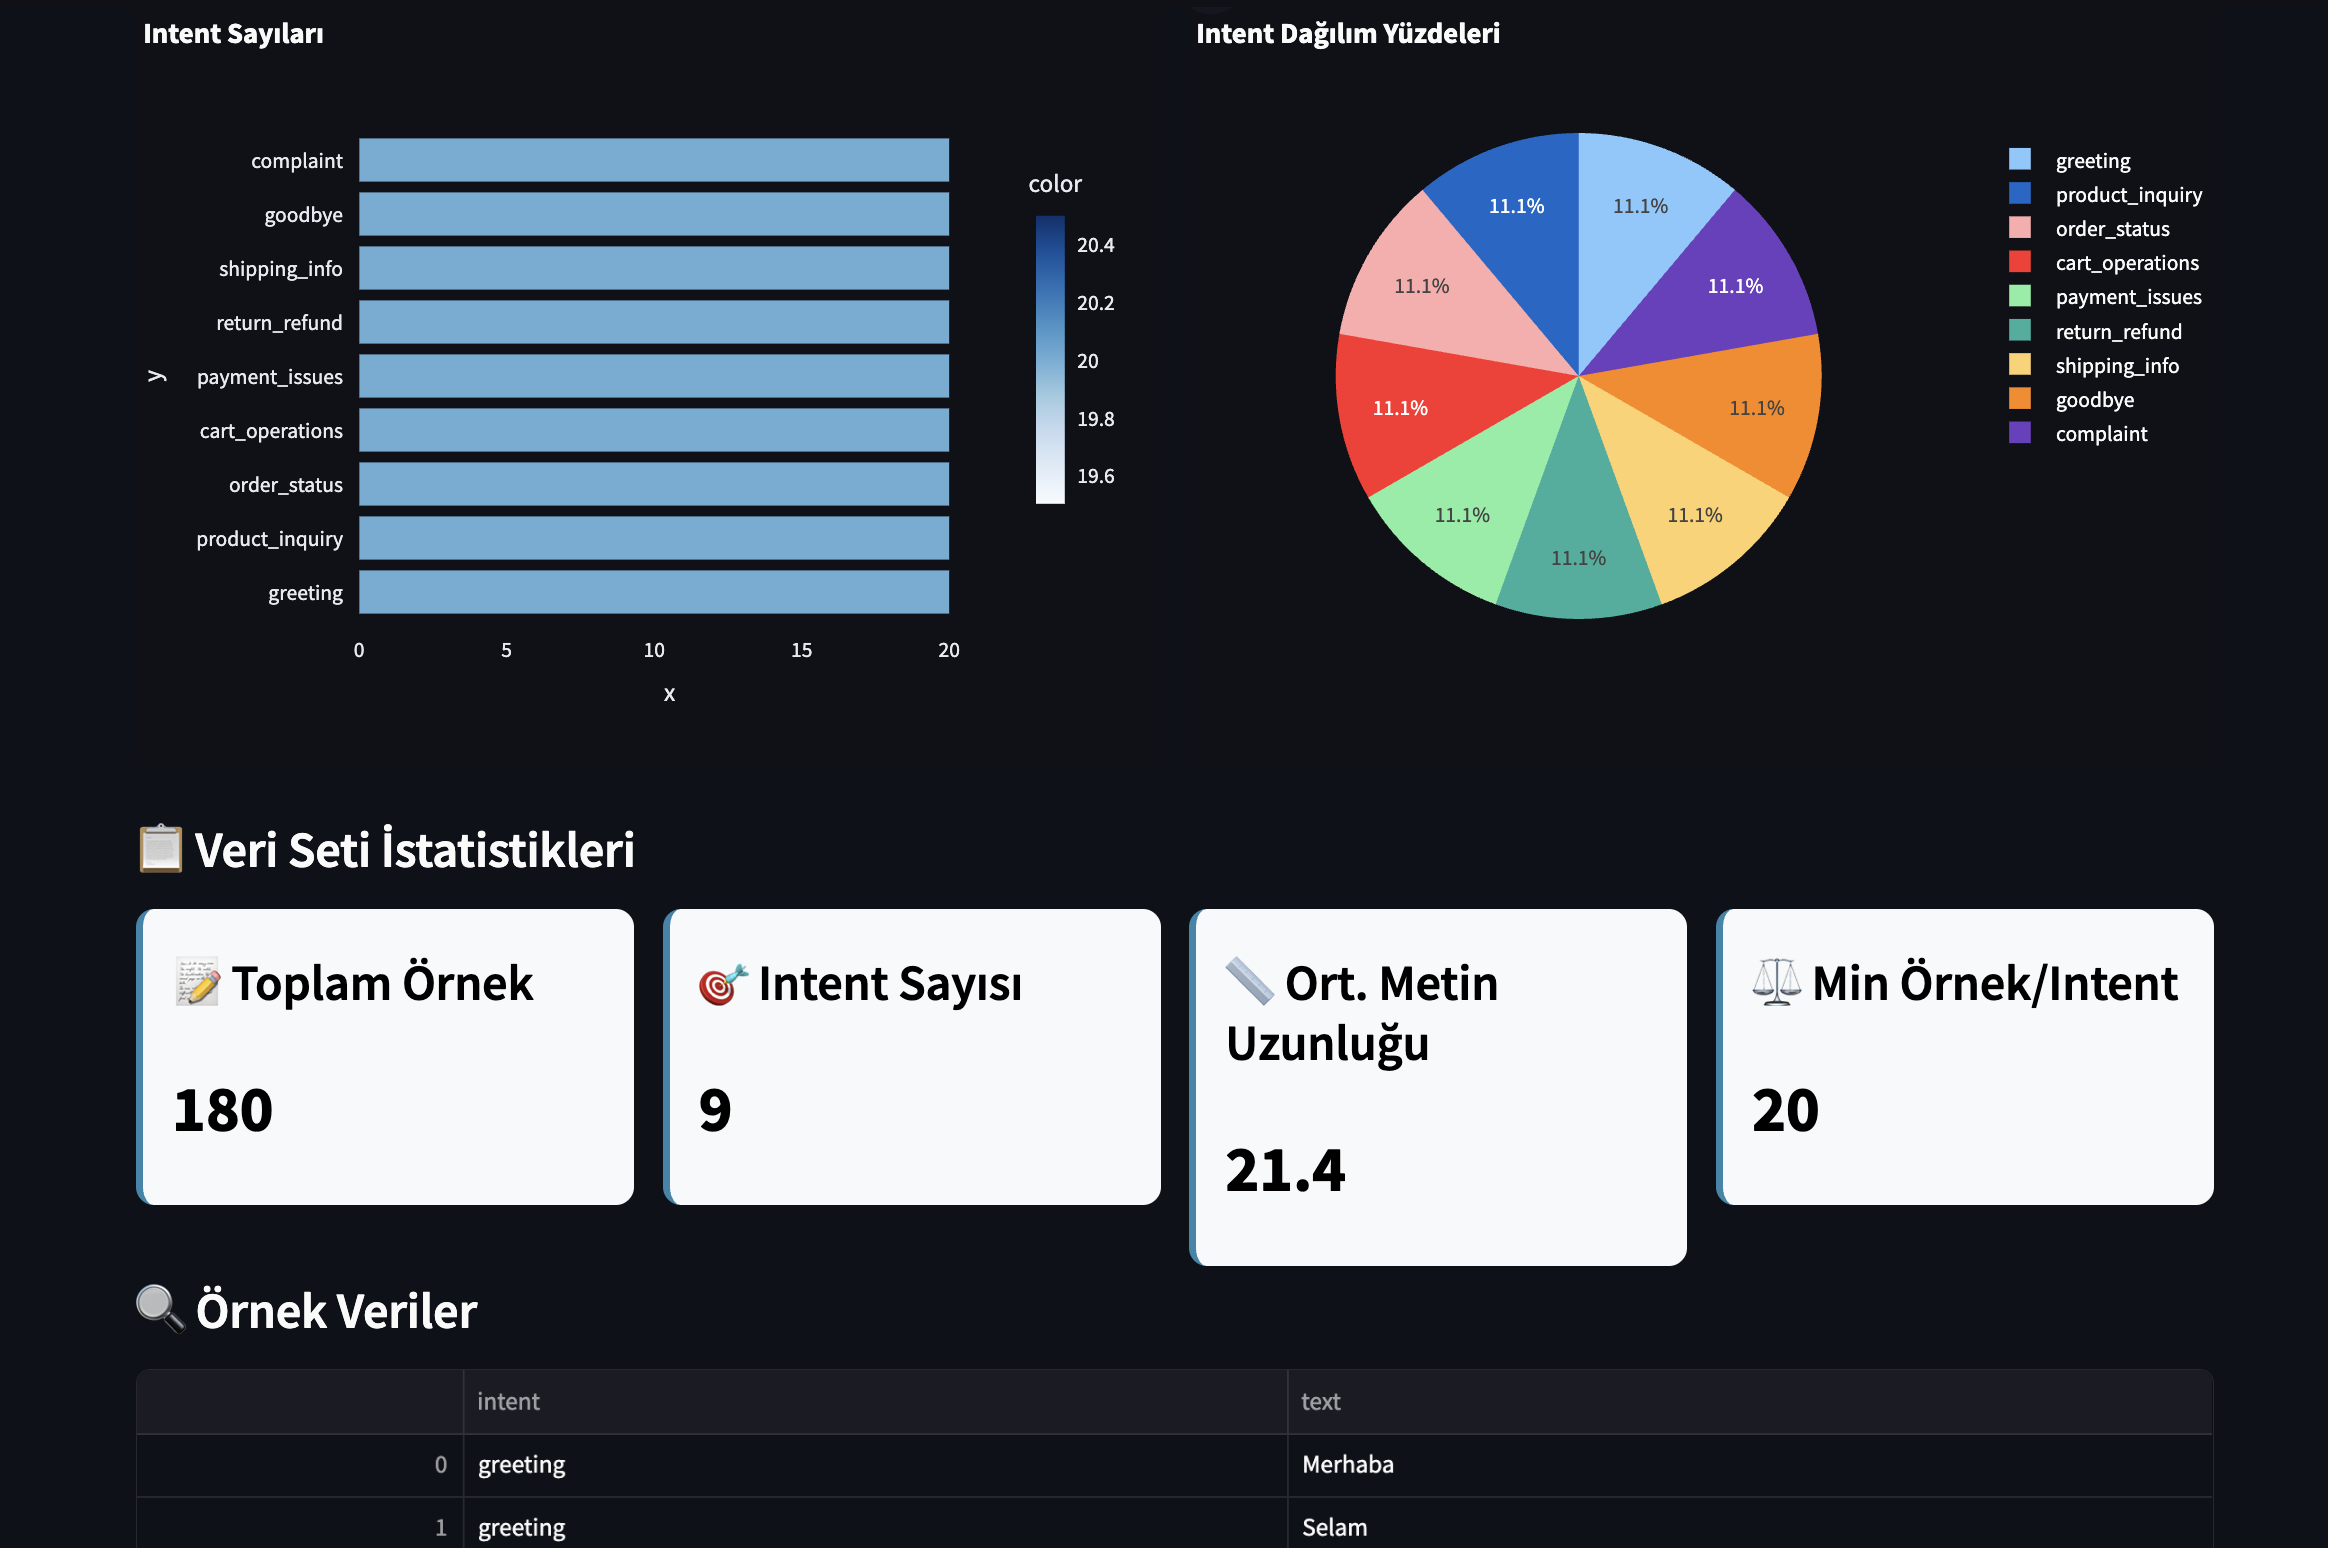 Intent Sayıları
complaint
goodbye
shipping_info
return_refund
payment_issues
cart_operations
order_status
product_inquiry
greeting
y
0 5 10 15 20
x
color
20.4
20.2
20
19.8
19.6
Intent Dağılım Yüzdeleri
11.1% 11.1%
11.1% 11.1%
11.1% 11.1%
11.1% 11.1%
11.1%
greeting
product_inquiry
order_status
cart_operations
payment_issues
return_refund
shipping_info
goodbye
complaint
Veri Seti İstatistikleri
Toplam Örnek
180
Intent Sayısı
9
Ort. Metin
Uzunluğu
21.4
Min Örnek/Intent
20
Örnek Veriler
intent text
0 greeting Merhaba
1 greeting Selam